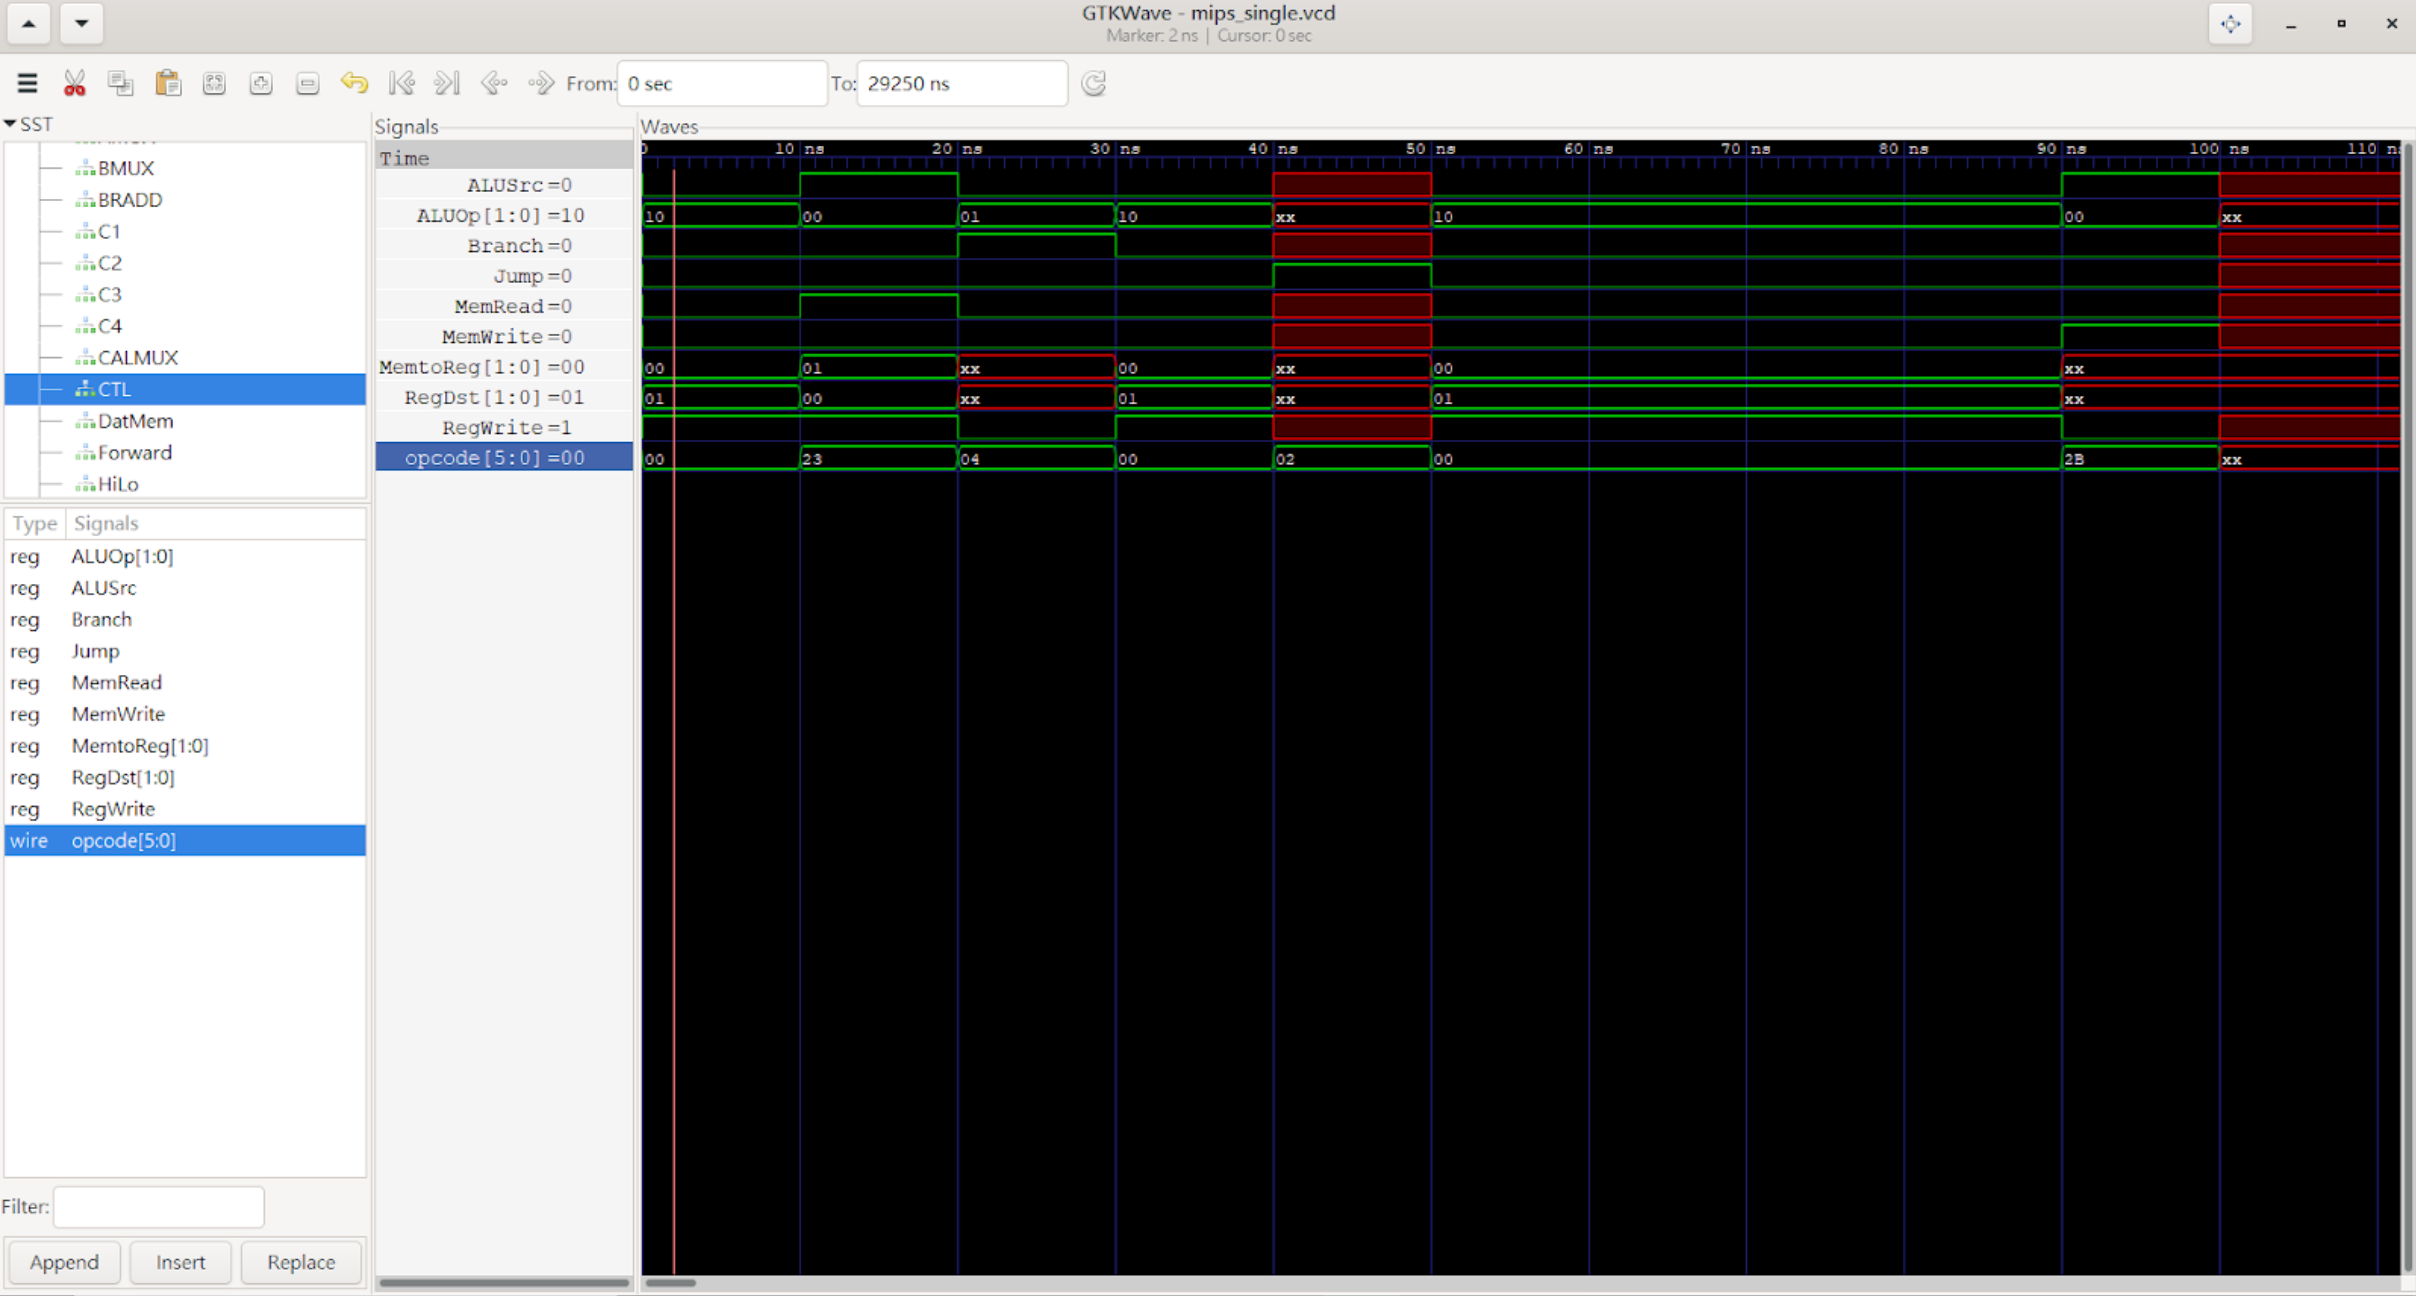 GTKWave - mips_single.vcd
Marker: 2 ns | Cursor: 0 sec
From: 0 sec To: 29250 ns
SST
BMUX
BRADD
C1
C2
C3
C4
CALMUX
CTL
DatMem
Forward
HiLo
Type Signals
reg ALUOp[1:0]
reg ALUSrc
reg Branch
reg Jump
reg MemRead
reg MemWrite
reg MemtoReg[1:0]
reg RegDst[1:0]
reg RegWrite
wire opcode[5:0]
Filter:
Append Insert Replace
Signals
Time
ALUSrc=0
ALUOp[1:0]=10
Branch=0
Jump=0
MemRead=0
MemWrite=0
MemtoReg[1:0]=00
RegDst[1:0]=01
RegWrite=1
opcode[5:0]=00
Waves
0 10 ns 20 ns 30 ns 40 ns 50 ns 60 ns 70 ns 80 ns 90 ns 100 ns 110
10 00 01 10 xx 10 00 xx
00 01 xx 00 xx 00 xx
01 00 xx 01 xx 01 xx
00 23 04 00 02 00 2B xx